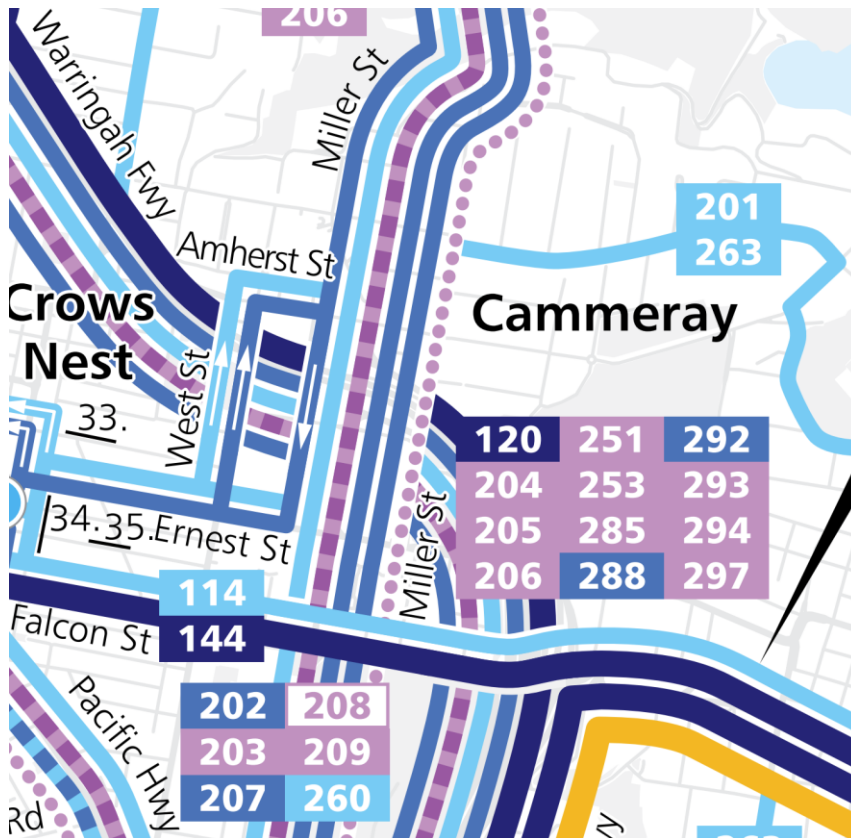 206
Warringah Fwy
Miller St
201
263
Amherst St
Crows
Nest
Cammeray
West St
33.
120 251 292
204 253 293
205 285 294
206 288 297
34.35.
Ernest St
Miller St
114
144
Falcon St
Pacific Hwy
202 208
203 209
207 260
Rd